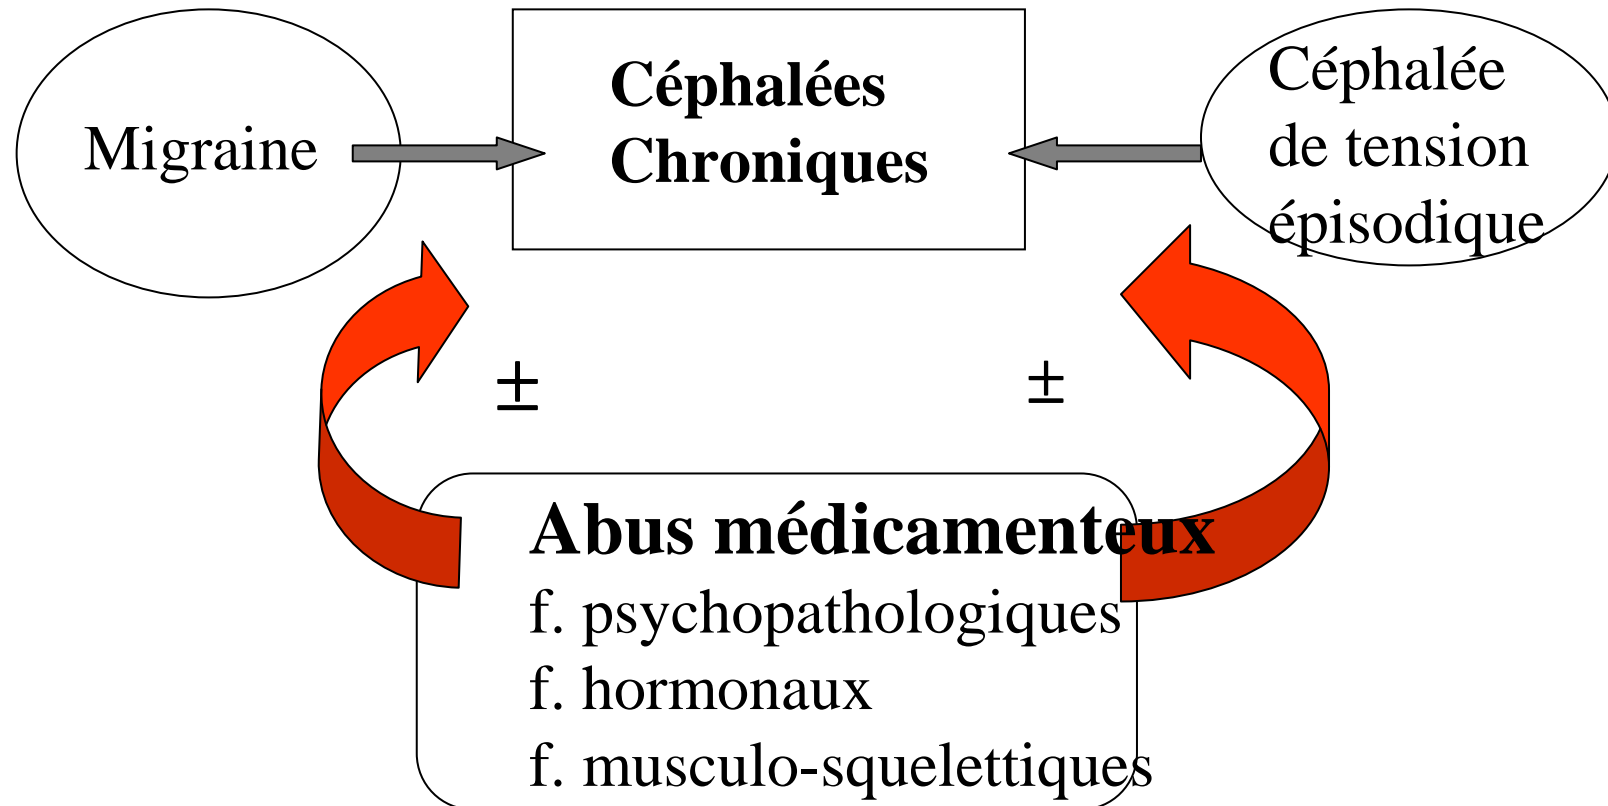 Migraine
Céphalées
Chroniques
Céphalée
de tension
épisodique
±
±
Abus médicamenteux
f. psychopathologiques
f. hormonaux
f. musculo-squelettiques